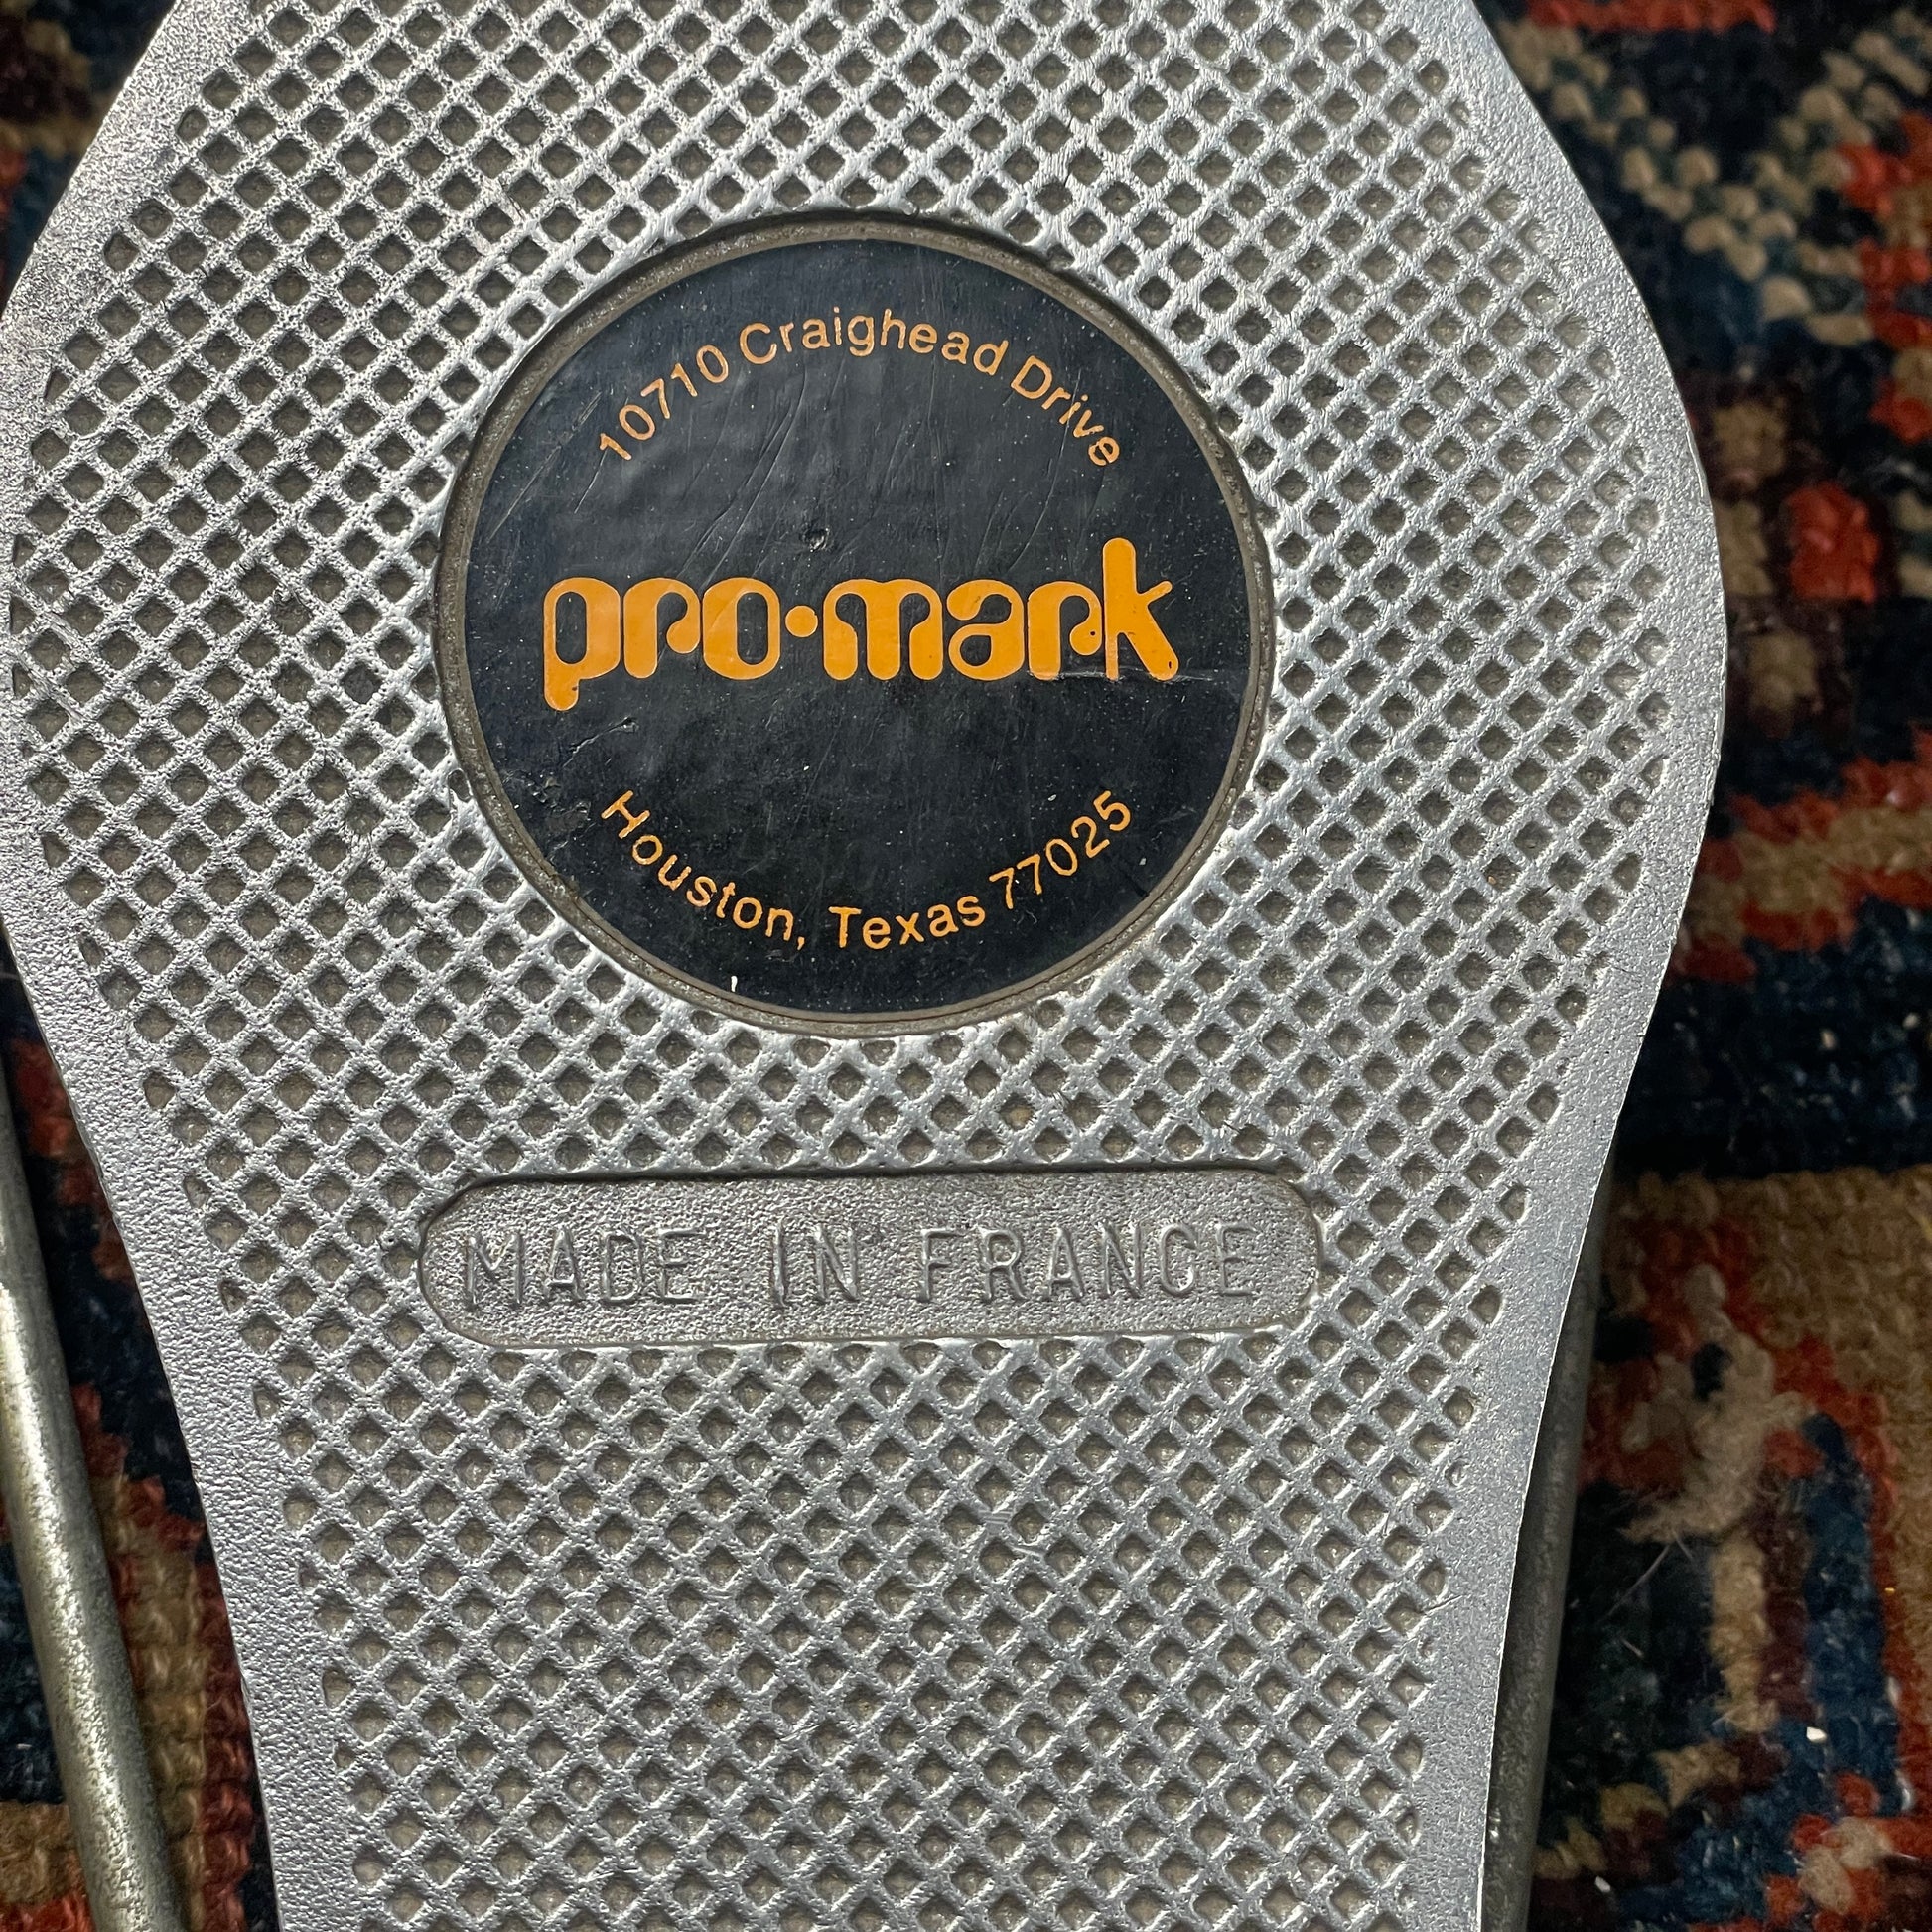 10710 Craighead Drive
pro•mark
Houston, Texas 77025
MADE IN FRANCE